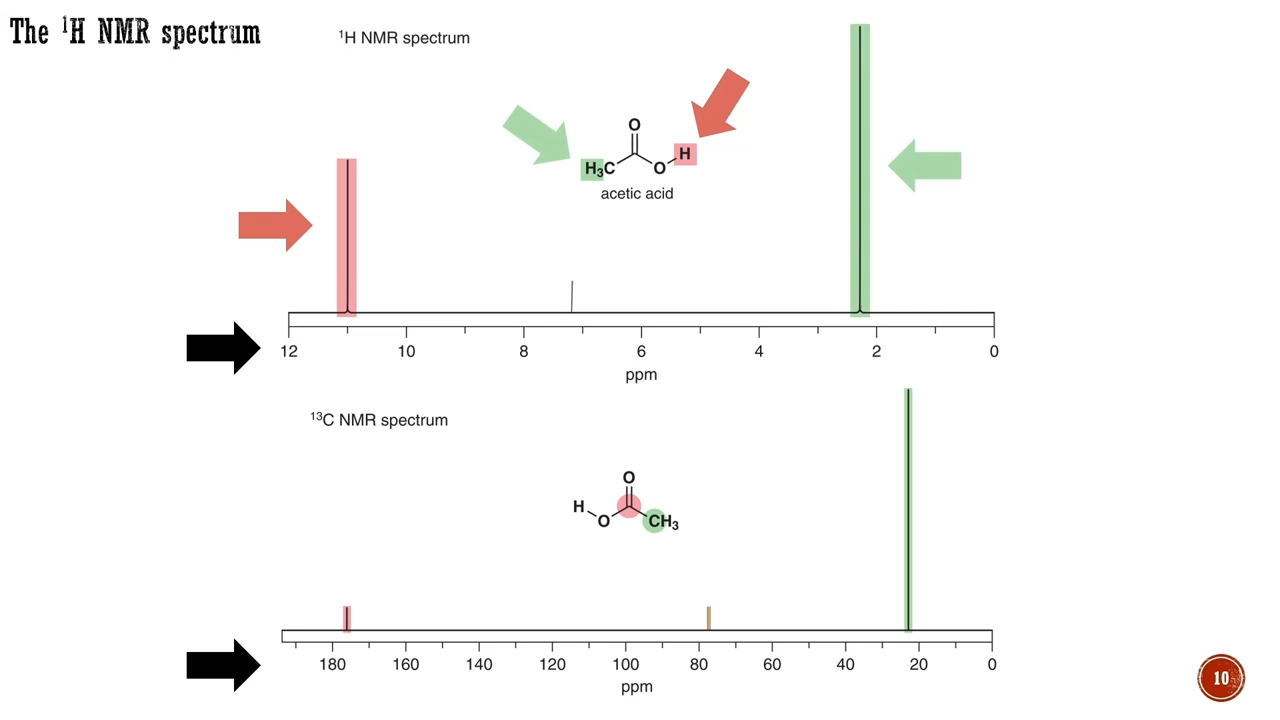 The ¹H NMR spectrum
¹H NMR spectrum
O
H
H₃C
O
acetic acid
12 10 8 6 4 2 0
ppm
¹³C NMR spectrum
O
H
O
CH₃
180 160 140 120 100 80 60 40 20 0
ppm
10